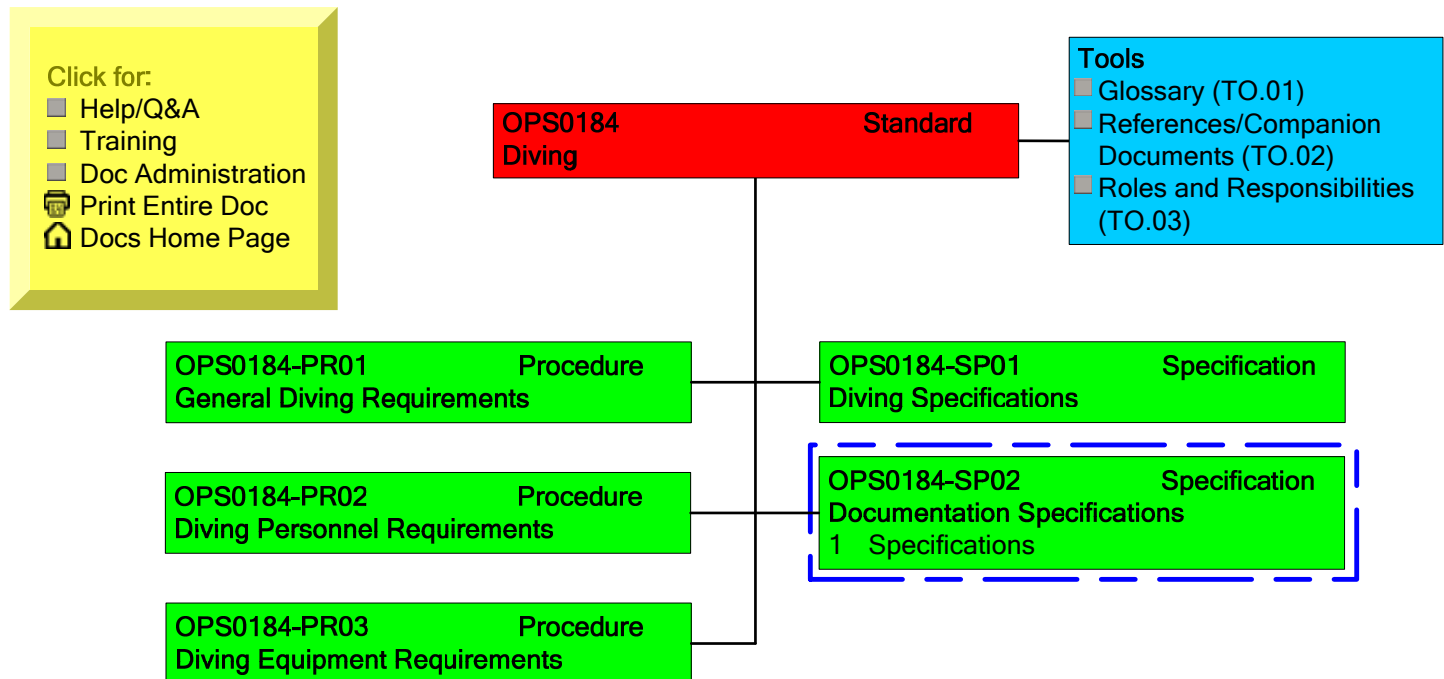 Click for:
Help/Q&A
Training
Doc Administration
Print Entire Doc
Docs Home Page
OPS0184 Standard
Diving
Tools
Glossary (TO.01)
References/Companion
Documents (TO.02)
Roles and Responsibilities
(TO.03)
OPS0184-PR01 Procedure
General Diving Requirements
OPS0184-SP01 Specification
Diving Specifications
OPS0184-PR02 Procedure
Diving Personnel Requirements
OPS0184-SP02 Specification
Documentation Specifications
1 Specifications
OPS0184-PR03 Procedure
Diving Equipment Requirements